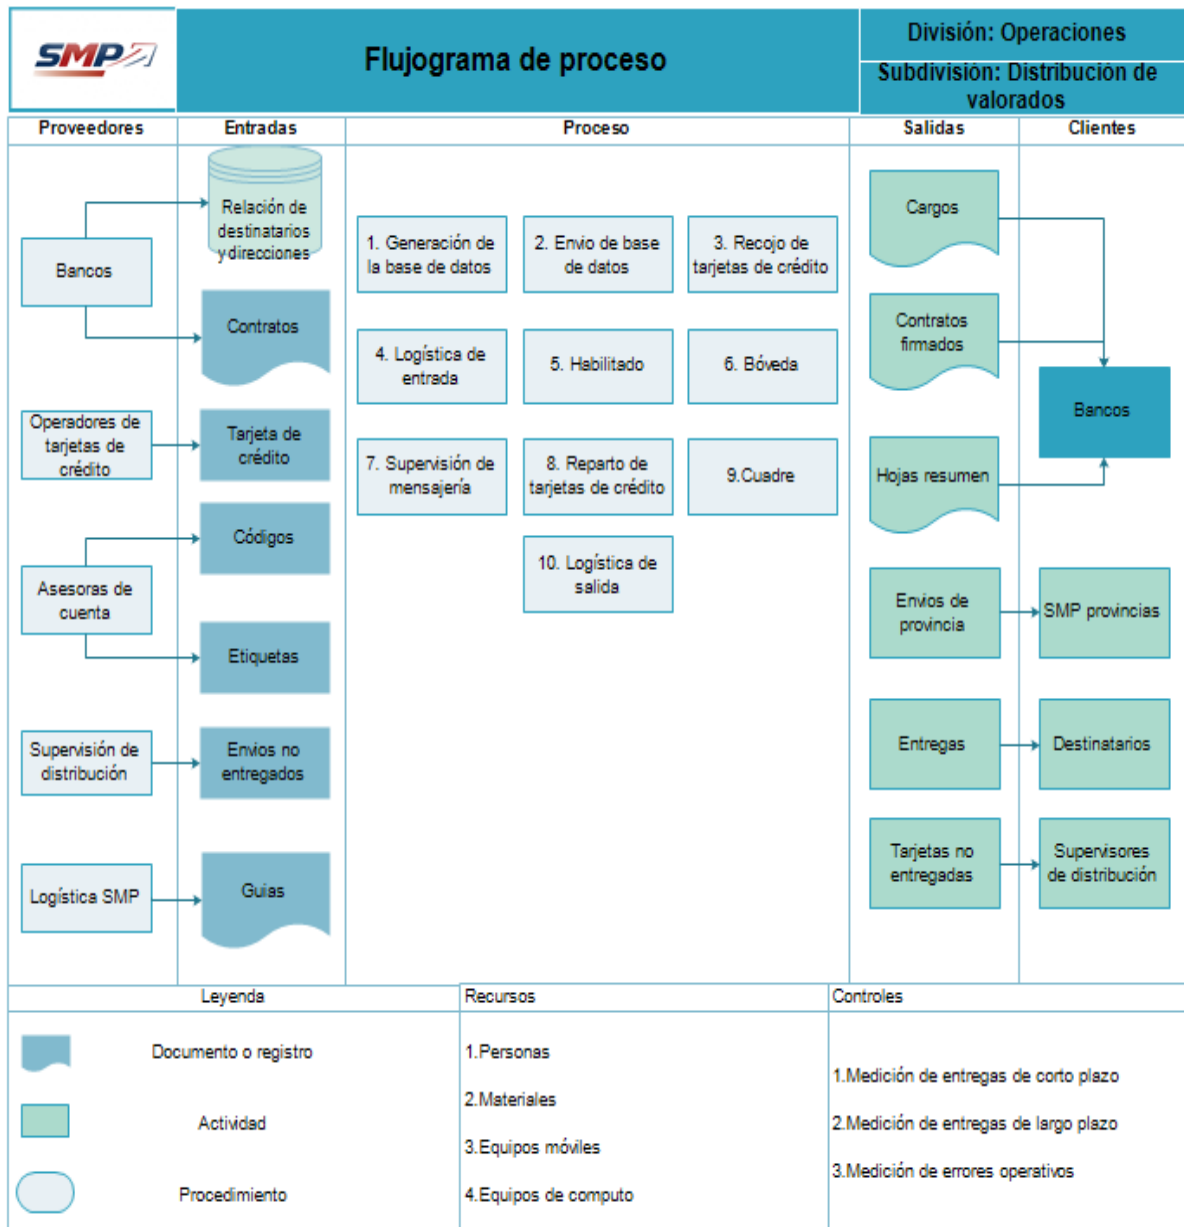 SMP
Flujograma de proceso
División: Operaciones
Subdivisión: Distribución de
valorados
Proveedores
Entradas
Proceso
Salidas
Clientes
Bancos
Relación de
destinatarios
y direcciones
Contratos
Operadores de
tarjetas de
crédito
Tarjeta de
crédito
Asesoras de
cuenta
Códigos
Etiquetas
Supervisión de
distribución
Envios no
entregados
Logística SMP
Guias
1. Generación de
la base de datos
2. Envio de base
de datos
3. Recojo de
tarjetas de crédito
4. Logística de
entrada
5. Habilitado
6. Bóveda
7. Supervisión de
mensajería
8. Reparto de
tarjetas de crédito
9.Cuadre
10. Logística de
salida
Cargos
Contratos
firmados
Hojas resumen
Bancos
Envios de
provincia
SMP provincias
Entregas
Destinatarios
Tarjetas no
entregadas
Supervisores
de distribución
Leyenda
Documento o registro
Actividad
Procedimiento
Recursos
1.Personas
2.Materiales
3.Equipos móviles
4.Equipos de computo
Controles
1.Medición de entregas de corto plazo
2.Medición de entregas de largo plazo
3.Medición de errores operativos